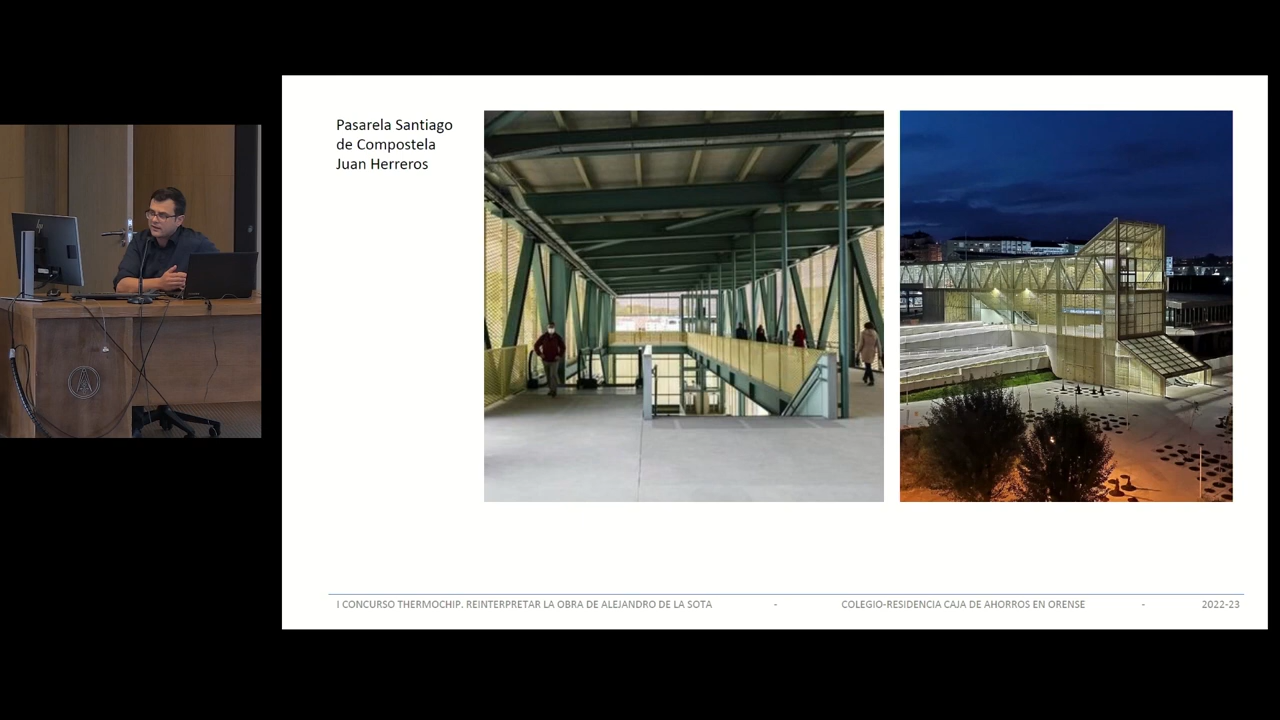 Pasarela Santiago
de Compostela
Juan Herreros
I CONCURSO THERMOCHIP. REINTERPRETAR LA OBRA DE ALEJANDRO DE LA SOTA - COLEGIO-RESIDENCIA CAJA DE AHORROS EN ORENSE - 2022-23